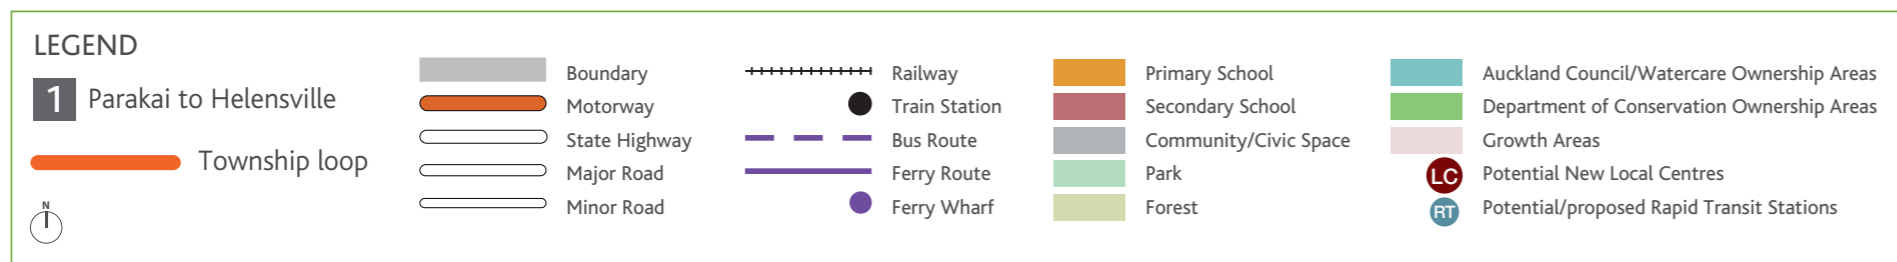 LEGEND
1 Parakai to Helensville
Township loop
N
Boundary
Motorway
State Highway
Major Road
Minor Road
Railway
Train Station
Bus Route
Ferry Route
Ferry Wharf
Primary School
Secondary School
Community/Civic Space
Park
Forest
Auckland Council/Watercare Ownership Areas
Department of Conservation Ownership Areas
Growth Areas
LC Potential New Local Centres
RT Potential/proposed Rapid Transit Stations